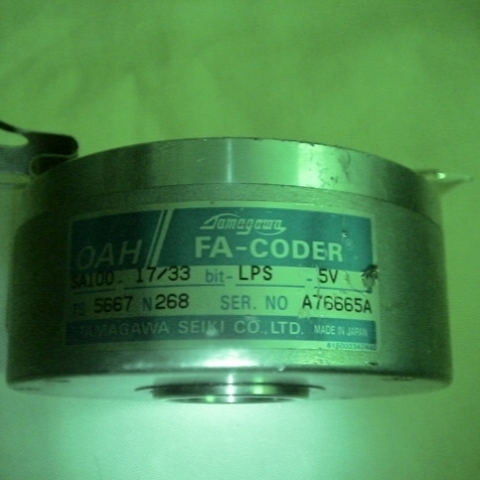 Tamagawa
OAH FA-CODER
SA100- 17/33 bit- LPS - 5V
TS 5667 N 268 SER. NO A76665A
TAMAGAWA SEIKI CO., LTD. MADE IN JAPAN